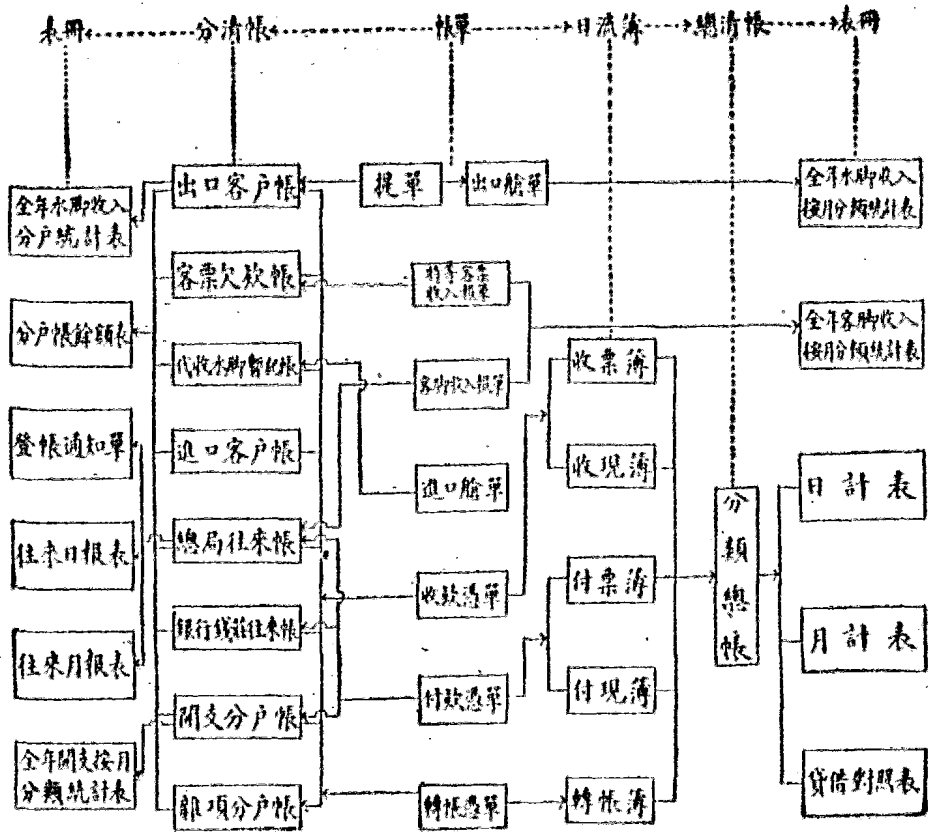 表冊 分清帳 帳單 日流簿 總清帳 表冊
出口客户帳
提單
出口艙單
全年水脚收入
分户統計表
全年水脚收入
按月分類統計表
客票欠款帳
特等客票
收入報單
分户帳餘額表
代收水脚暫記帳
客脚收入報單
收票簿
全年客脚收入
按月分類統計表
登帳通知單
進口客户帳
進口艙單
收現簿
日計表
往來日報表
總局往來帳
收款憑單
付票簿
分類總帳
往來月報表
銀行錢莊往來帳
付款憑單
付現簿
月計表
開支分户帳
全年開支按月
分類統計表
雜項分户帳
轉帳憑單
轉帳簿
貸借對照表